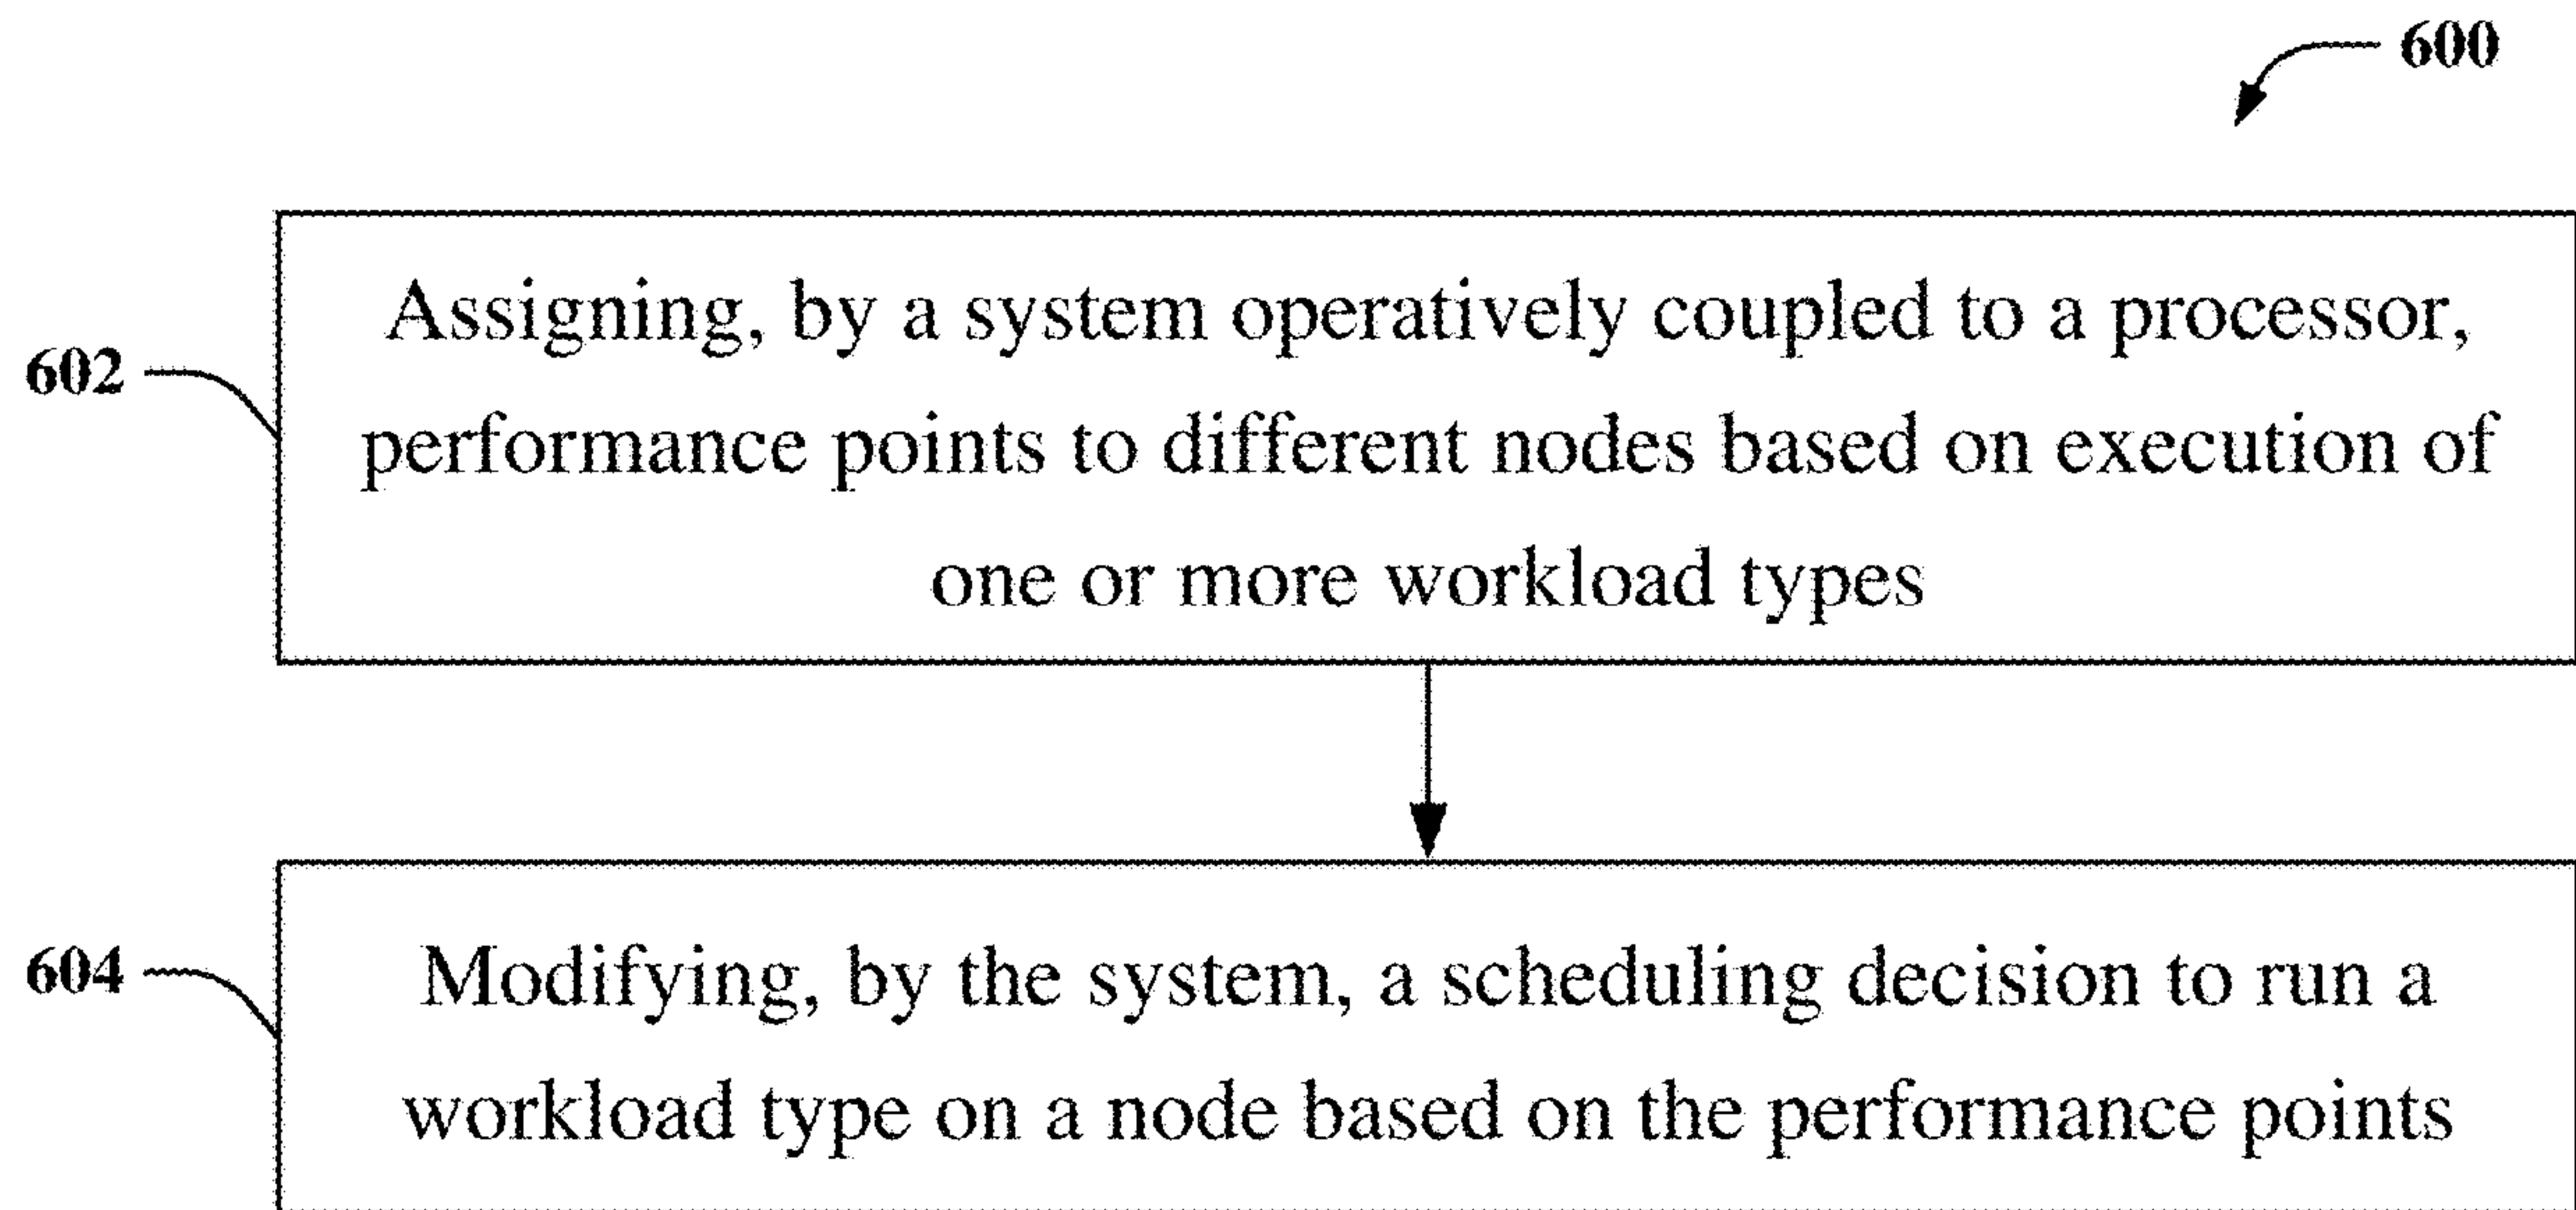 600
602
Assigning, by a system operatively coupled to a processor,
performance points to different nodes based on execution of
one or more workload types
604
Modifying, by the system, a scheduling decision to run a
workload type on a node based on the performance points